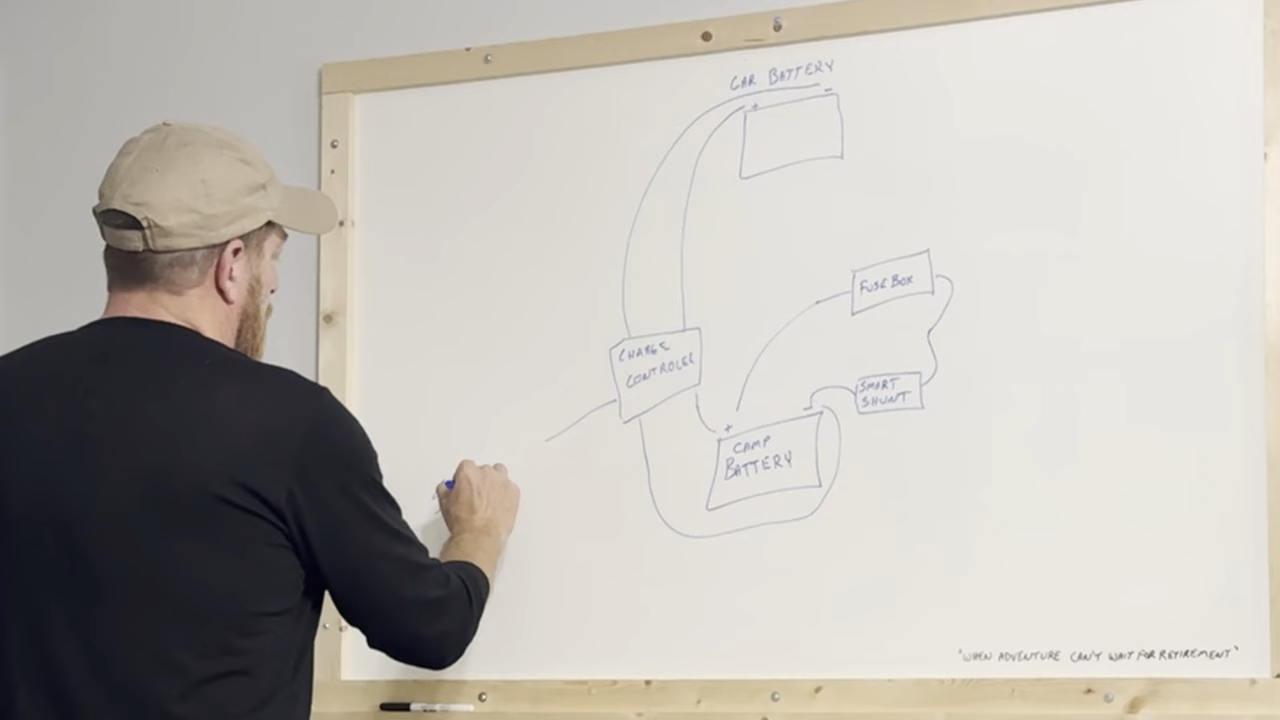 CAR BATTERY
+ -
FUSE BOX
CHARGE
CONTROLER
SMART
SHUNT
+ -
CAMP
BATTERY
"WHEN ADVENTURE CAN'T WAIT FOR RETIREMENT"